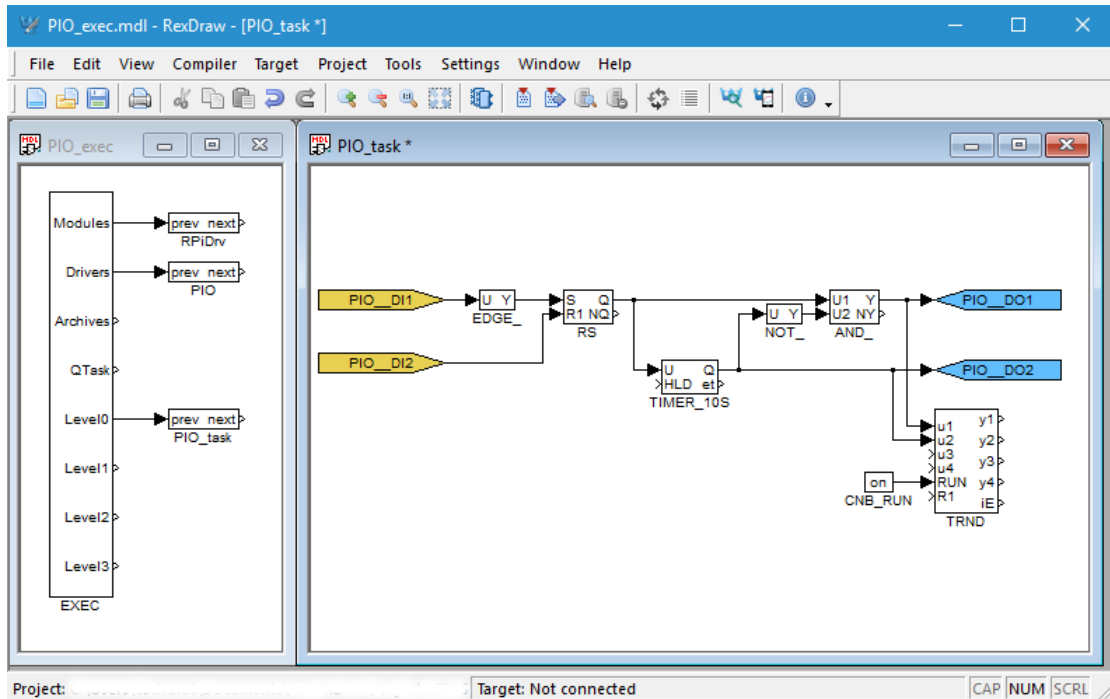 PIO_exec.mdl - RexDraw - [PIO_task *]
File Edit View Compiler Target Project Tools Settings Window Help
PIO_exec
Modules
prev next
RPiDrv
Drivers
prev next
PIO
Archives
QTask
Level0
prev next
PIO_task
Level1
Level2
Level3
EXEC
PIO_task *
PIO__DI1
U Y
EDGE_
S Q
R1 NQ
RS
PIO__DI2
U Q
HLD et
TIMER_10S
U Y
NOT_
U1 Y
U2 NY
AND_
PIO__DO1
PIO__DO2
on
CNB_RUN
u1 y1
u2 y2
u3
u4 y3
RUN y4
R1 iE
TRND
Project:
Target: Not connected
CAP NUM SCRL